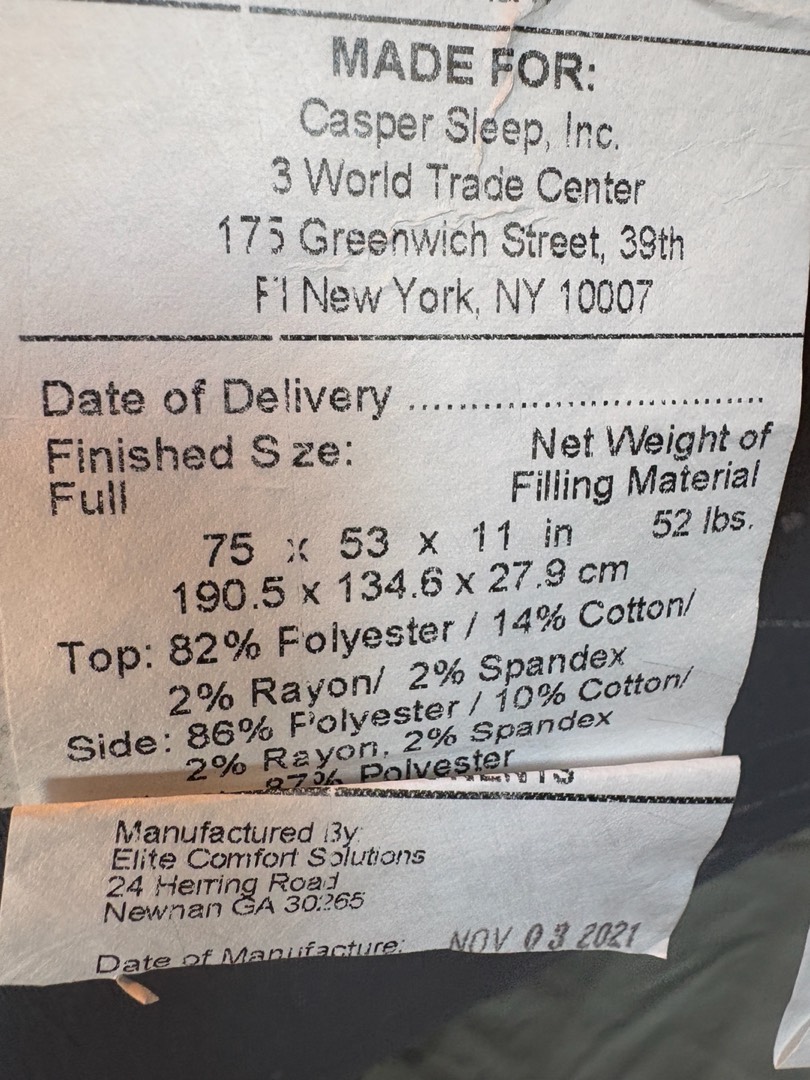 MADE FOR:
Casper Sleep, Inc.
3 World Trade Center
175 Greenwich Street, 39th
Fl New York, NY 10007
Date of Delivery ..............................
Finished Size:
Net Weight of
Full
Filling Material
75 x 53 x 11 in 52 lbs.
190.5 x 134.6 x 27.9 cm
Top: 82% Polyester / 14% Cotton/
2% Rayon/ 2% Spandex
Side: 86% Polyester / 10% Cotton/
2% Rayon, 2% Spandex
87% Polyester
Manufactured By:
Elite Comfort Solutions
24 Herring Road
Newnan GA 30265
Date of Manufacture: NOV 03 2021